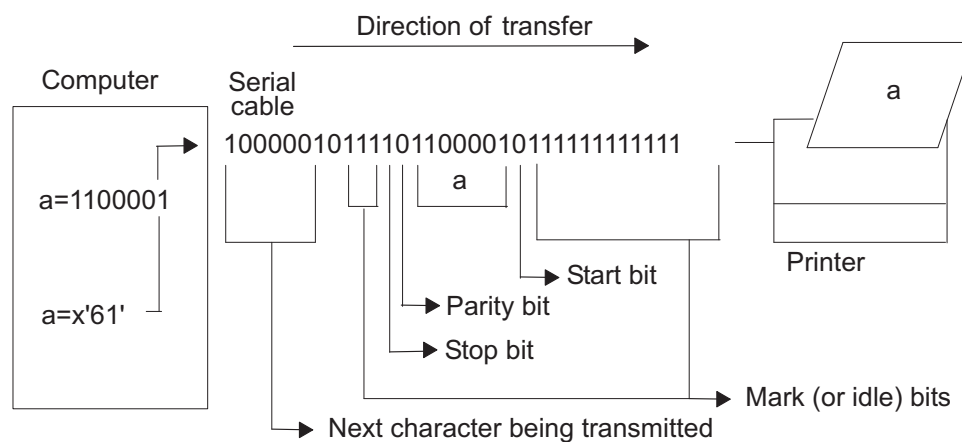 Direction of transfer
Computer
Serial
cable
a
100000101111011000010111111111111
a
a=1100001
Printer
Start bit
a=x'61'
Parity bit
Stop bit
Mark (or idle) bits
Next character being transmitted